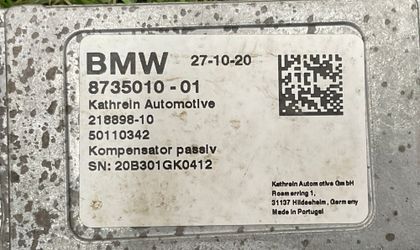 BMW 27-10-20
8735010 - 01
Kathrein Automotive
218898-10
50110342
Kompensator passiv
SN: 20B301GK0412
Kathrein Automotive GmbH
Roemerring 1,
31137 Hildesheim, Germany
Made in Portugal